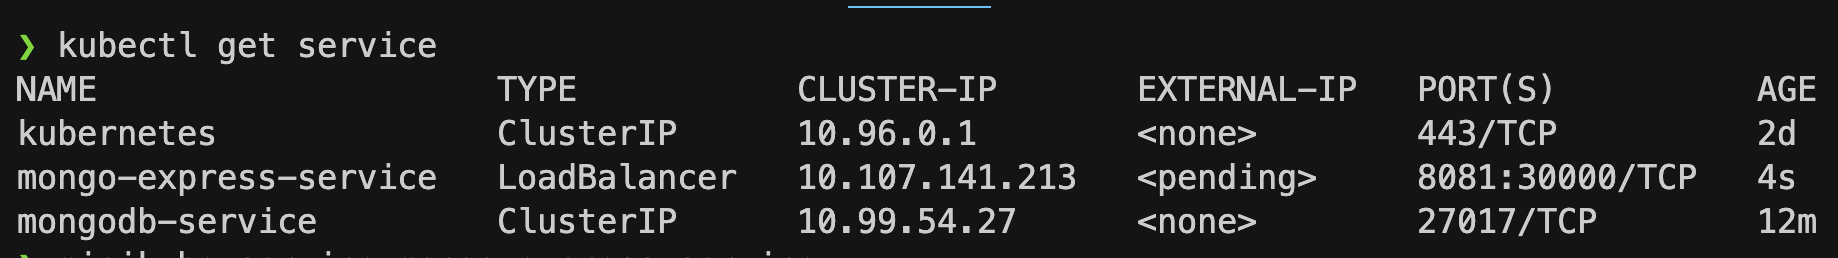 ❯ kubectl get service
NAME TYPE CLUSTER-IP EXTERNAL-IP PORT(S) AGE
kubernetes ClusterIP 10.96.0.1 <none> 443/TCP 2d
mongo-express-service LoadBalancer 10.107.141.213 <pending> 8081:30000/TCP 4s
mongodb-service ClusterIP 10.99.54.27 <none> 27017/TCP 12m